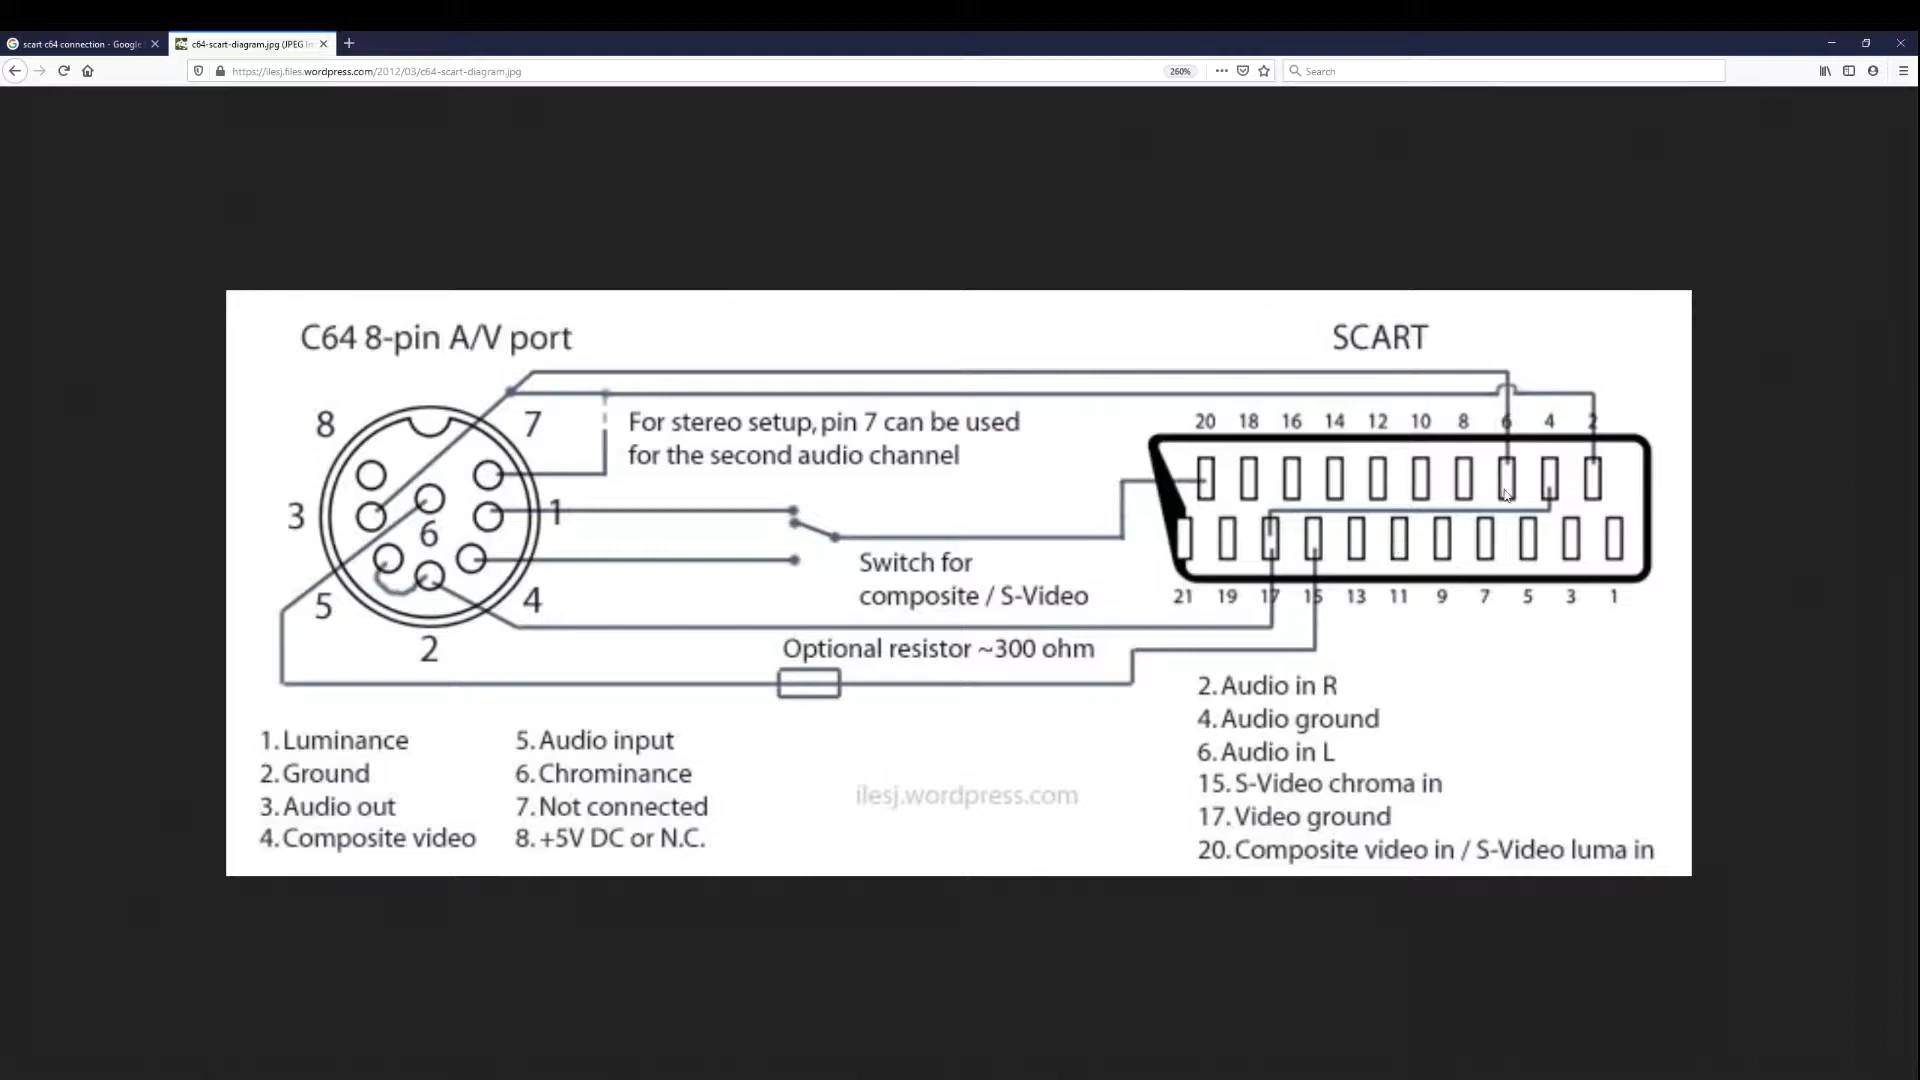 scart c64 connection - Google
c64-scart-diagram.jpg (JPEG Im
https://ilesj.files.wordpress.com/2012/03/c64-scart-diagram.jpg
260%
Search
C64 8-pin A/V port
SCART
8
7
For stereo setup, pin 7 can be used
for the second audio channel
20 18 16 14 12 10 8 6 4 2
3
6
1
Switch for
composite / S-Video
5
4
2
21 19 17 15 13 11 9 7 5 3 1
Optional resistor ~300 ohm
1. Luminance
2. Ground
3. Audio out
4. Composite video
5. Audio input
6. Chrominance
7. Not connected
8. +5V DC or N.C.
ilesj.wordpress.com
2. Audio in R
4. Audio ground
6. Audio in L
15. S-Video chroma in
17. Video ground
20. Composite video in / S-Video luma in